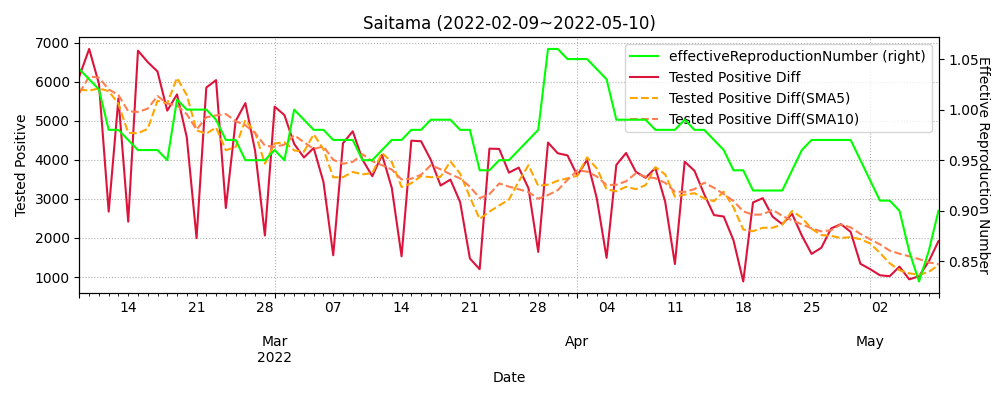 Saitama (2022-02-09~2022-05-10)
effectiveReproductionNumber (right)
Tested Positive Diff
Tested Positive Diff(SMA5)
Tested Positive Diff(SMA10)
Tested Positive
7000
6000
5000
4000
3000
2000
1000
1.05
1.00
0.95
0.90
0.85
Effective Reproduction Number
14 21 28 07 14 21 28 04 11 18 25 02
Mar Apr May
2022
Date